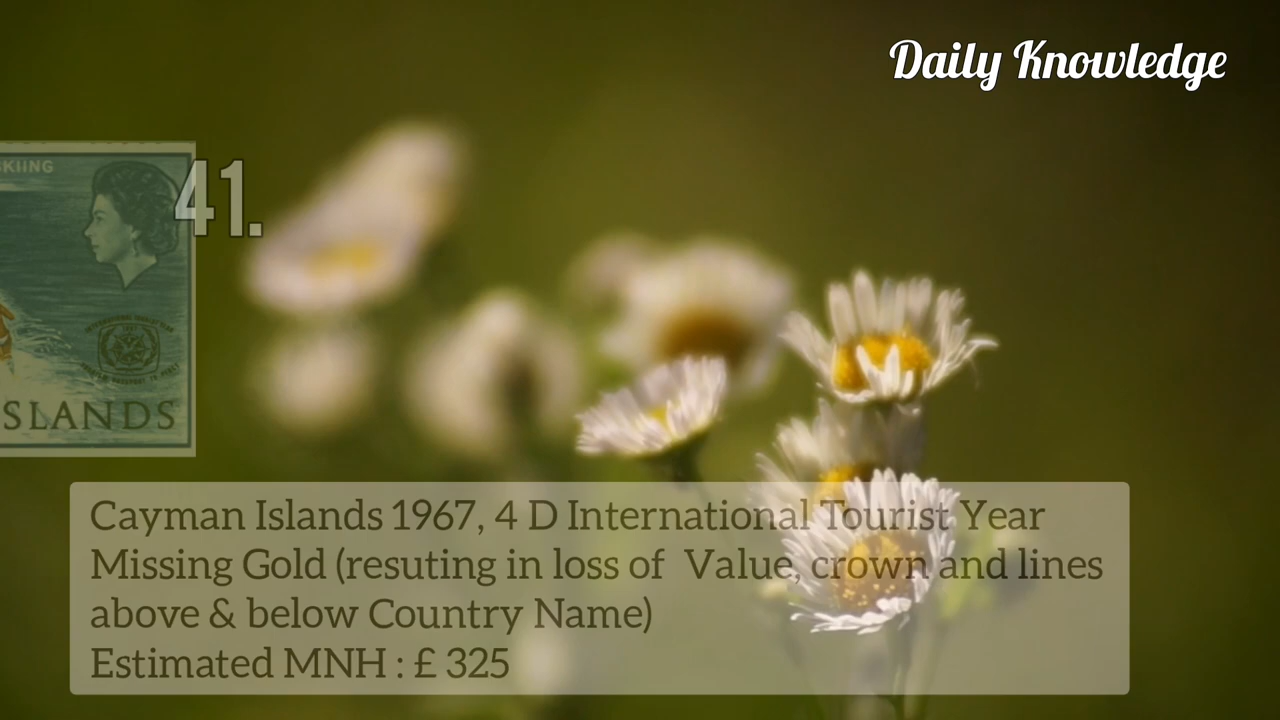 Daily Knowledge
KIING
41.
SLANDS
Cayman Islands 1967, 4 D International Tourist Year
Missing Gold (resuting in loss of Value, crown and lines
above & below Country Name)
Estimated MNH : £ 325